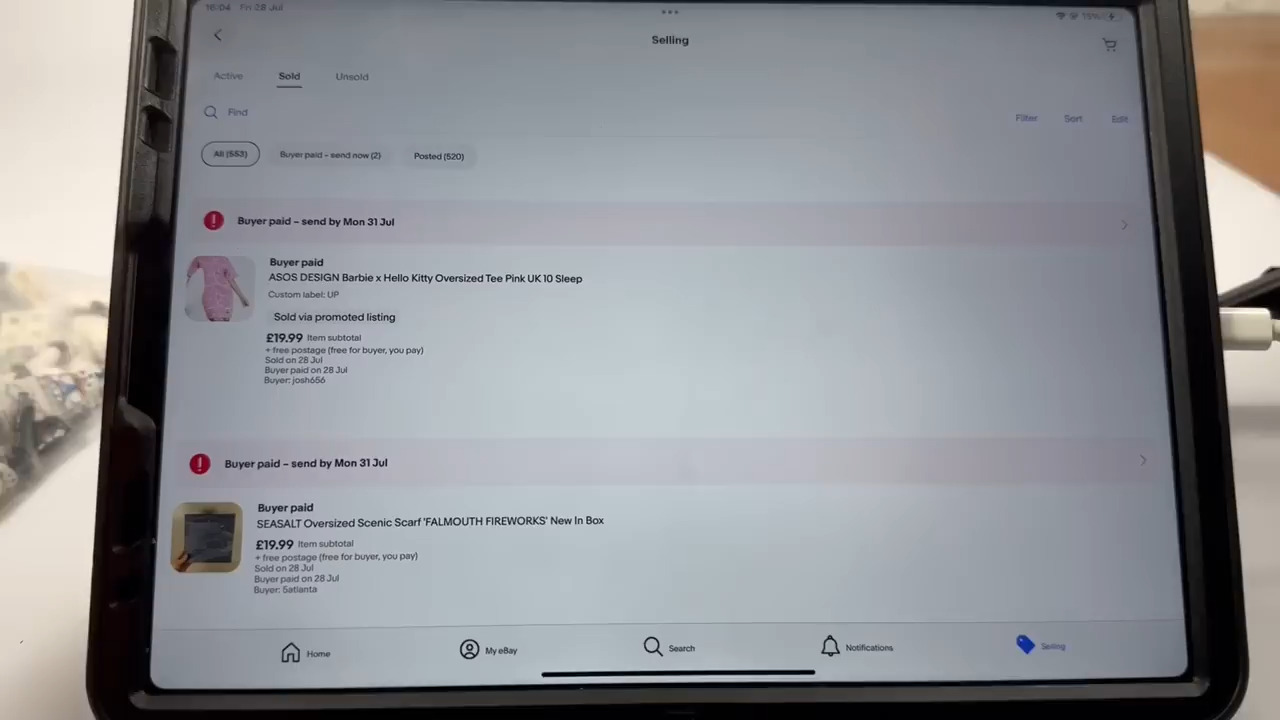 16:04 Fri 28 Jul
15%
Selling
Active Sold Unsold
Find
Filter Sort Edit
All (553) Buyer paid – send now (2) Posted (520)
Buyer paid – send by Mon 31 Jul
Buyer paid
ASOS DESIGN Barbie x Hello Kitty Oversized Tee Pink UK 10 Sleep
Custom label: UP
Sold via promoted listing
£19.99 Item subtotal
+ free postage (free for buyer, you pay)
Sold on 28 Jul
Buyer paid on 28 Jul
Buyer: josh656
Buyer paid – send by Mon 31 Jul
Buyer paid
SEASALT Oversized Scenic Scarf 'FALMOUTH FIREWORKS' New In Box
£19.99 Item subtotal
+ free postage (free for buyer, you pay)
Sold on 28 Jul
Buyer paid on 28 Jul
Buyer: 5atlanta
Home My eBay Search Notifications Selling